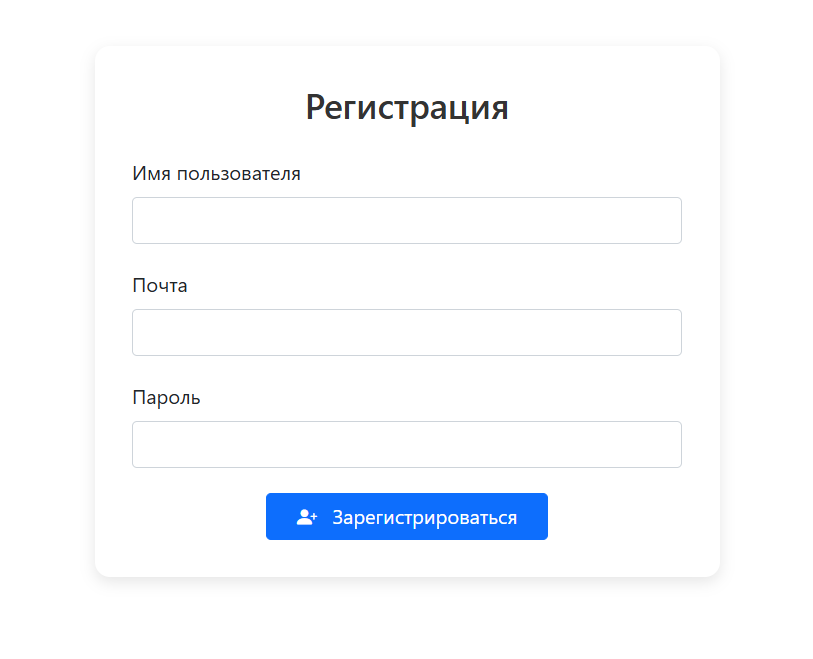 Регистрация
Имя пользователя
Почта
Пароль
Зарегистрироваться